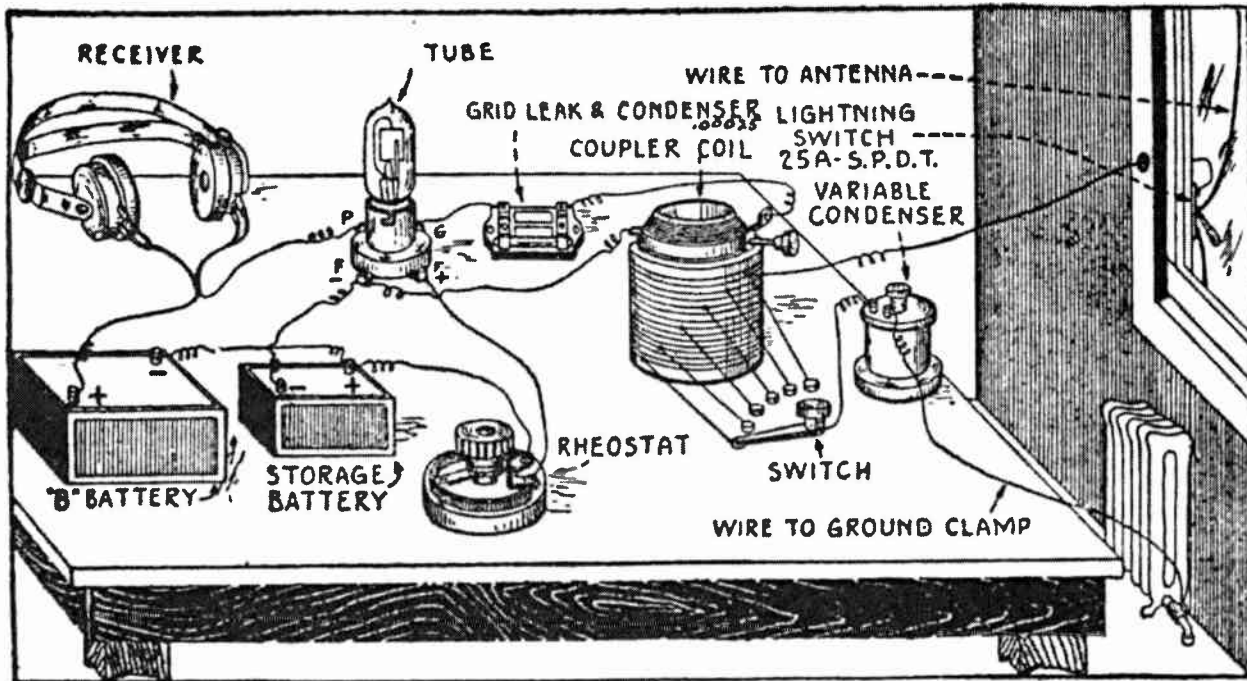 RECEIVER
TUBE
WIRE TO ANTENNA
GRID LEAK & CONDENSER
.00025
LIGHTNING
SWITCH
25A-S.P.D.T.
COUPLER COIL
VARIABLE
CONDENSER
P
G
F
-
F
+
-
+
-
+
"B" BATTERY
STORAGE
BATTERY
RHEOSTAT
SWITCH
WIRE TO GROUND CLAMP